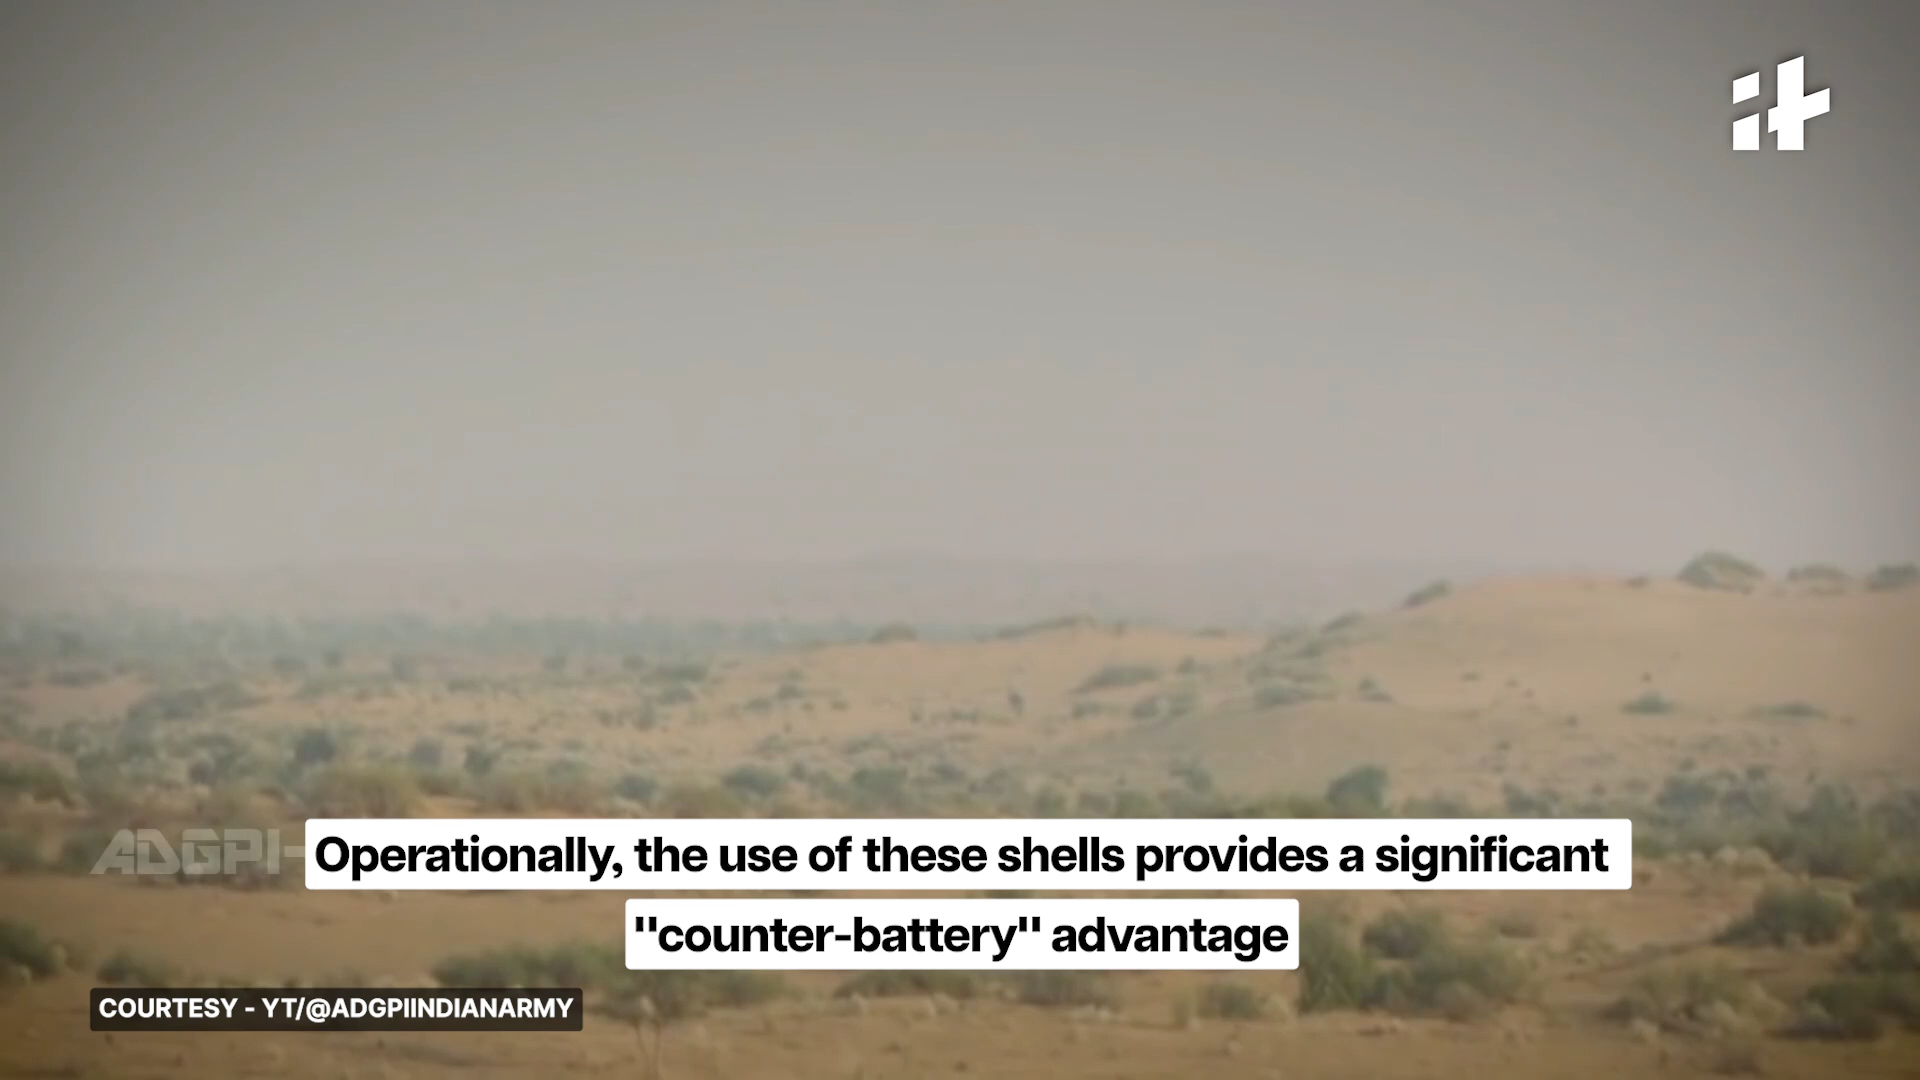 ADGPI-
Operationally, the use of these shells provides a significant
"counter-battery" advantage
COURTESY - YT/@ADGPIINDIANARMY